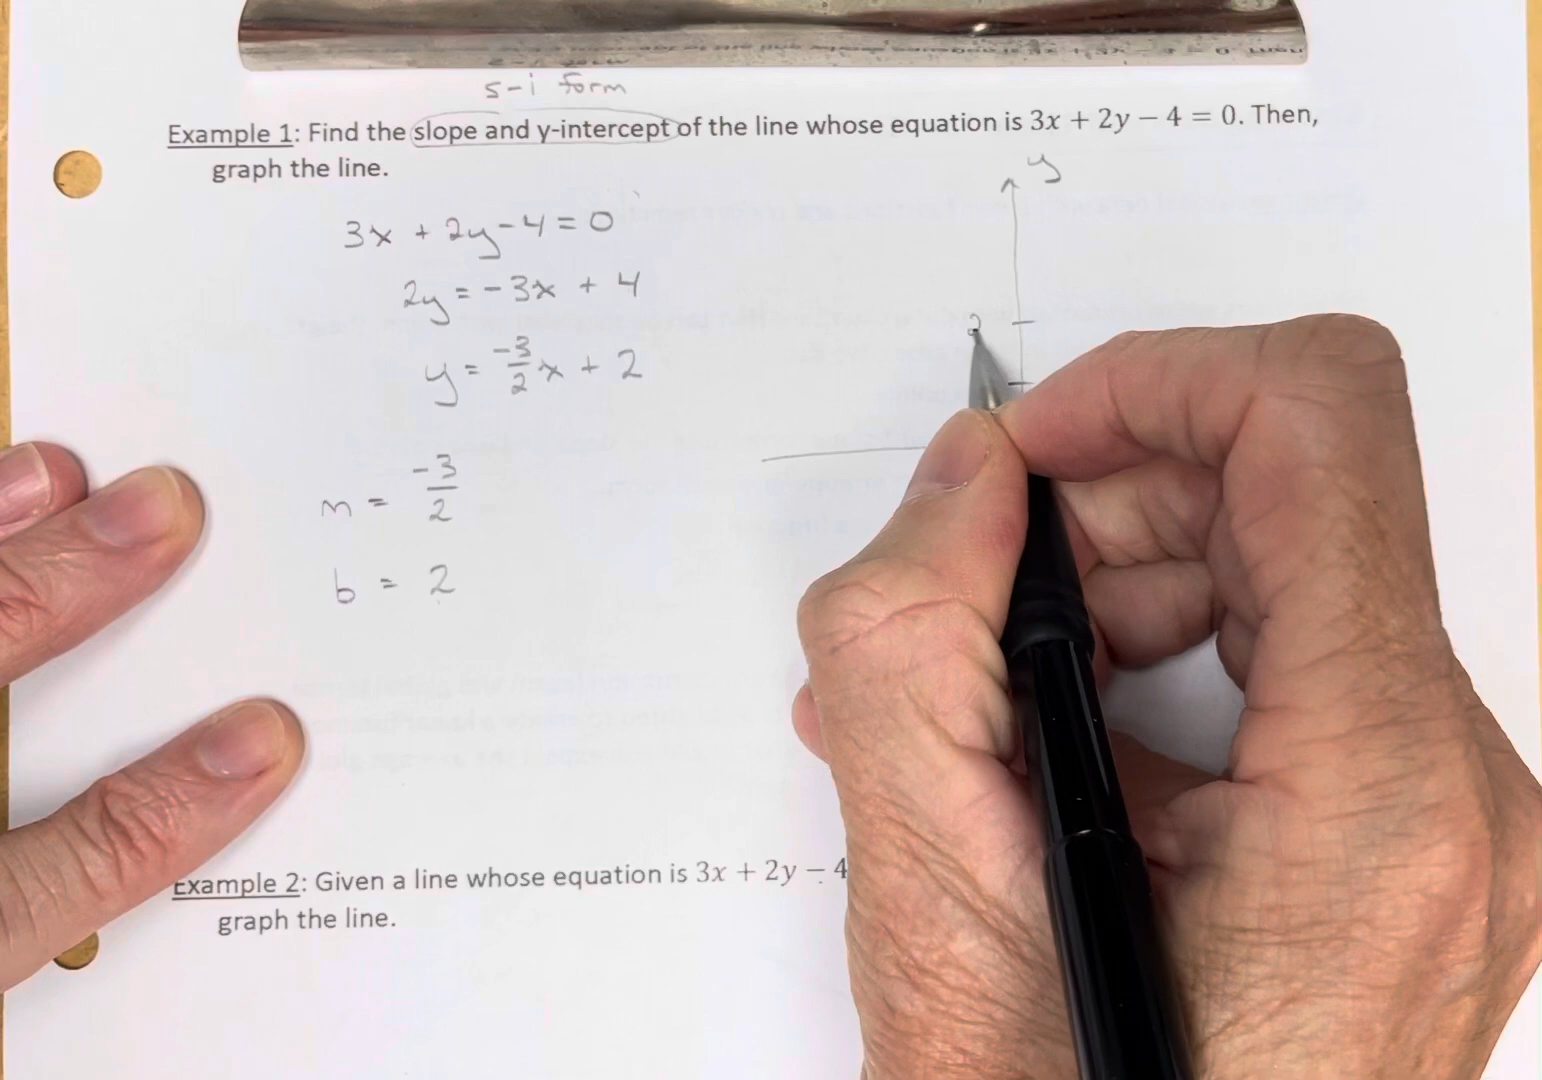 s-i form
Example 1: Find the slope and y-intercept of the line whose equation is 3x + 2y − 4 = 0. Then,
graph the line.
y
3x + 2y - 4 = 0
2y = -3x + 4
y = -3/2 x + 2
2
m = -3/2
b = 2
Example 2: Given a line whose equation is 3x + 2y − 4
graph the line.